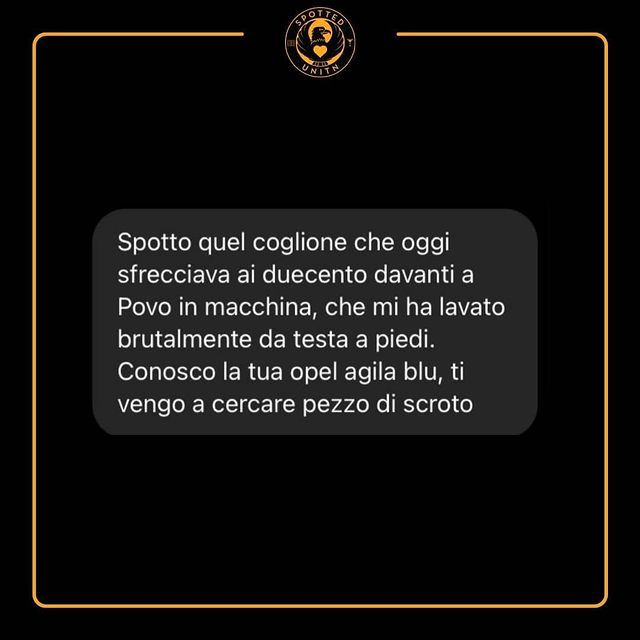 SPOTTED
UNITN
Spotto quel coglione che oggi
sfrecciava ai duecento davanti a
Povo in macchina, che mi ha lavato
brutalmente da testa a piedi.
Conosco la tua opel agila blu, ti
vengo a cercare pezzo di scroto